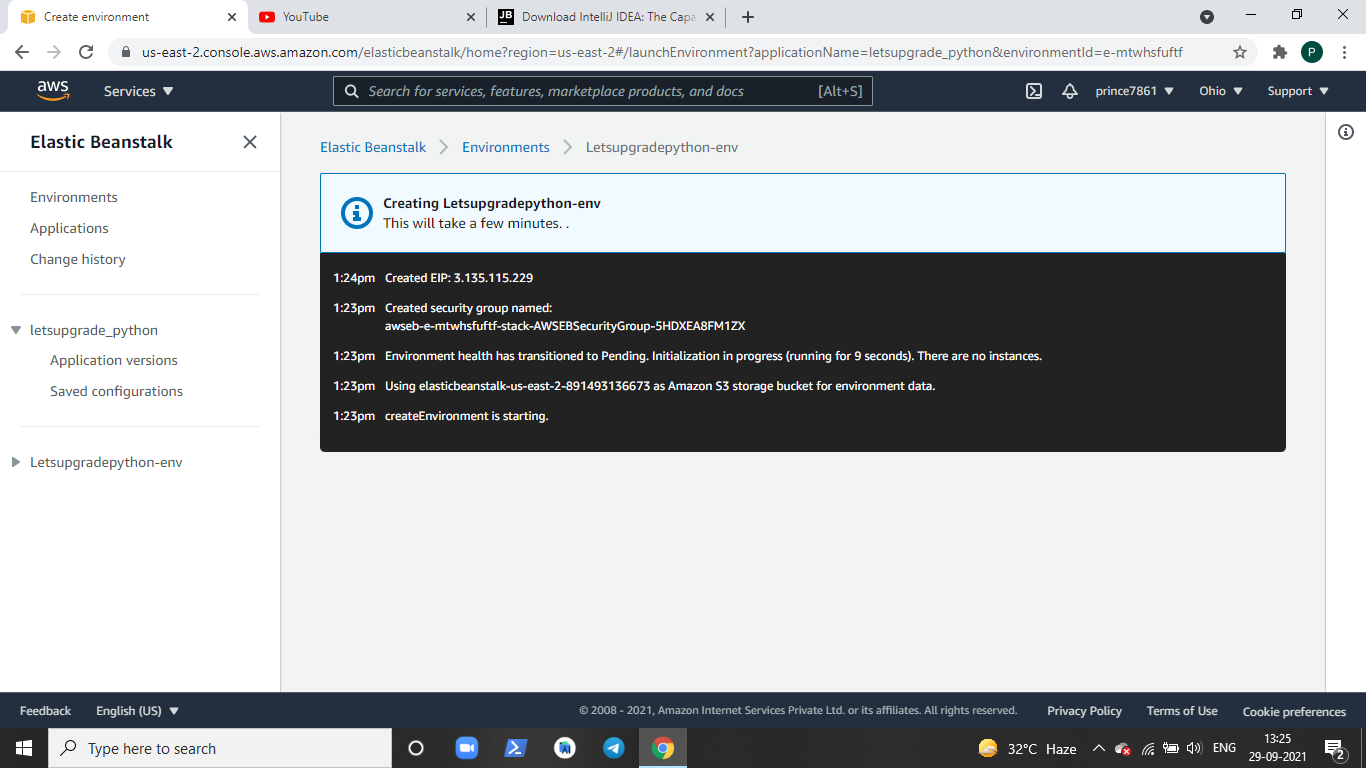 Create environment
YouTube
JB
Download IntelliJ IDEA: The Capa
us-east-2.console.aws.amazon.com/elasticbeanstalk/home?region=us-east-2#/launchEnvironment?applicationName=letsupgrade_python&environmentId=e-mtwhsfuftf
P
aws
Services
Search for services, features, marketplace products, and docs
[Alt+S]
prince7861
Ohio
Support
Elastic Beanstalk
Environments
Applications
Change history
letsupgrade_python
Application versions
Saved configurations
Letsupgradepython-env
Elastic Beanstalk
Environments
Letsupgradepython-env
Creating Letsupgradepython-env
This will take a few minutes. .
1:24pm Created EIP: 3.135.115.229
1:23pm Created security group named:
awseb-e-mtwhsfuftf-stack-AWSEBSecurityGroup-5HDXEA8FM1ZX
1:23pm Environment health has transitioned to Pending. Initialization in progress (running for 9 seconds). There are no instances.
1:23pm Using elasticbeanstalk-us-east-2-891493136673 as Amazon S3 storage bucket for environment data.
1:23pm createEnvironment is starting.
Feedback
English (US)
© 2008 - 2021, Amazon Internet Services Private Ltd. or its affiliates. All rights reserved.
Privacy Policy
Terms of Use
Cookie preferences
Type here to search
32°C Haze
ENG
13:25
29-09-2021
2